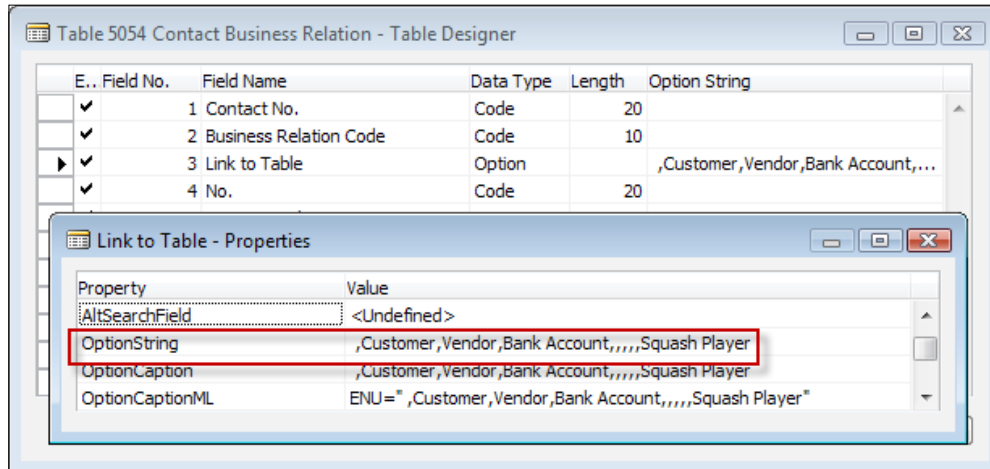 Table 5054 Contact Business Relation - Table Designer
E.. Field No. Field Name Data Type Length Option String
1 Contact No. Code 20
2 Business Relation Code Code 10
3 Link to Table Option ,Customer,Vendor,Bank Account,...
4 No. Code 20
Link to Table - Properties
Property Value
AltSearchField <Undefined>
OptionString ,Customer,Vendor,Bank Account,,,,,Squash Player
OptionCaption ,Customer,Vendor,Bank Account,,,,,Squash Player
OptionCaptionML ENU=" ,Customer,Vendor,Bank Account,,,,,Squash Player"